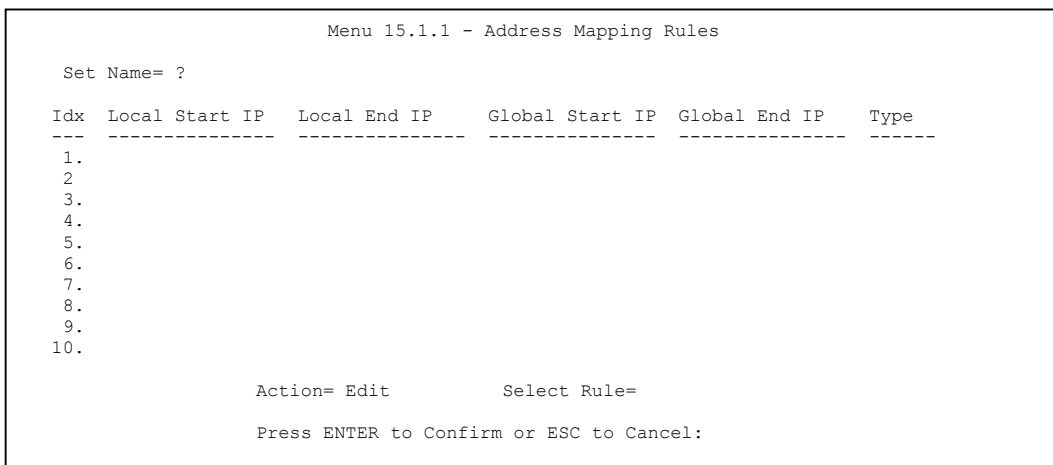 Menu 15.1.1 - Address Mapping Rules
Set Name= ?
Idx  Local Start IP   Local End IP     Global Start IP  Global End IP    Type
---  ---------------  ---------------  ---------------  ---------------  ------
1.
2
3.
4.
5.
6.
7.
8.
9.
10.
Action= Edit          Select Rule=
Press ENTER to Confirm or ESC to Cancel: